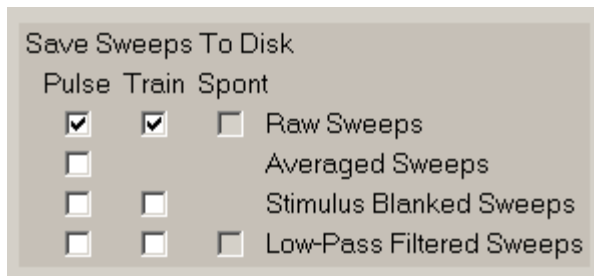 Save Sweeps To Disk
Pulse Train Spont
Raw Sweeps
Averaged Sweeps
Stimulus Blanked Sweeps
Low-Pass Filtered Sweeps